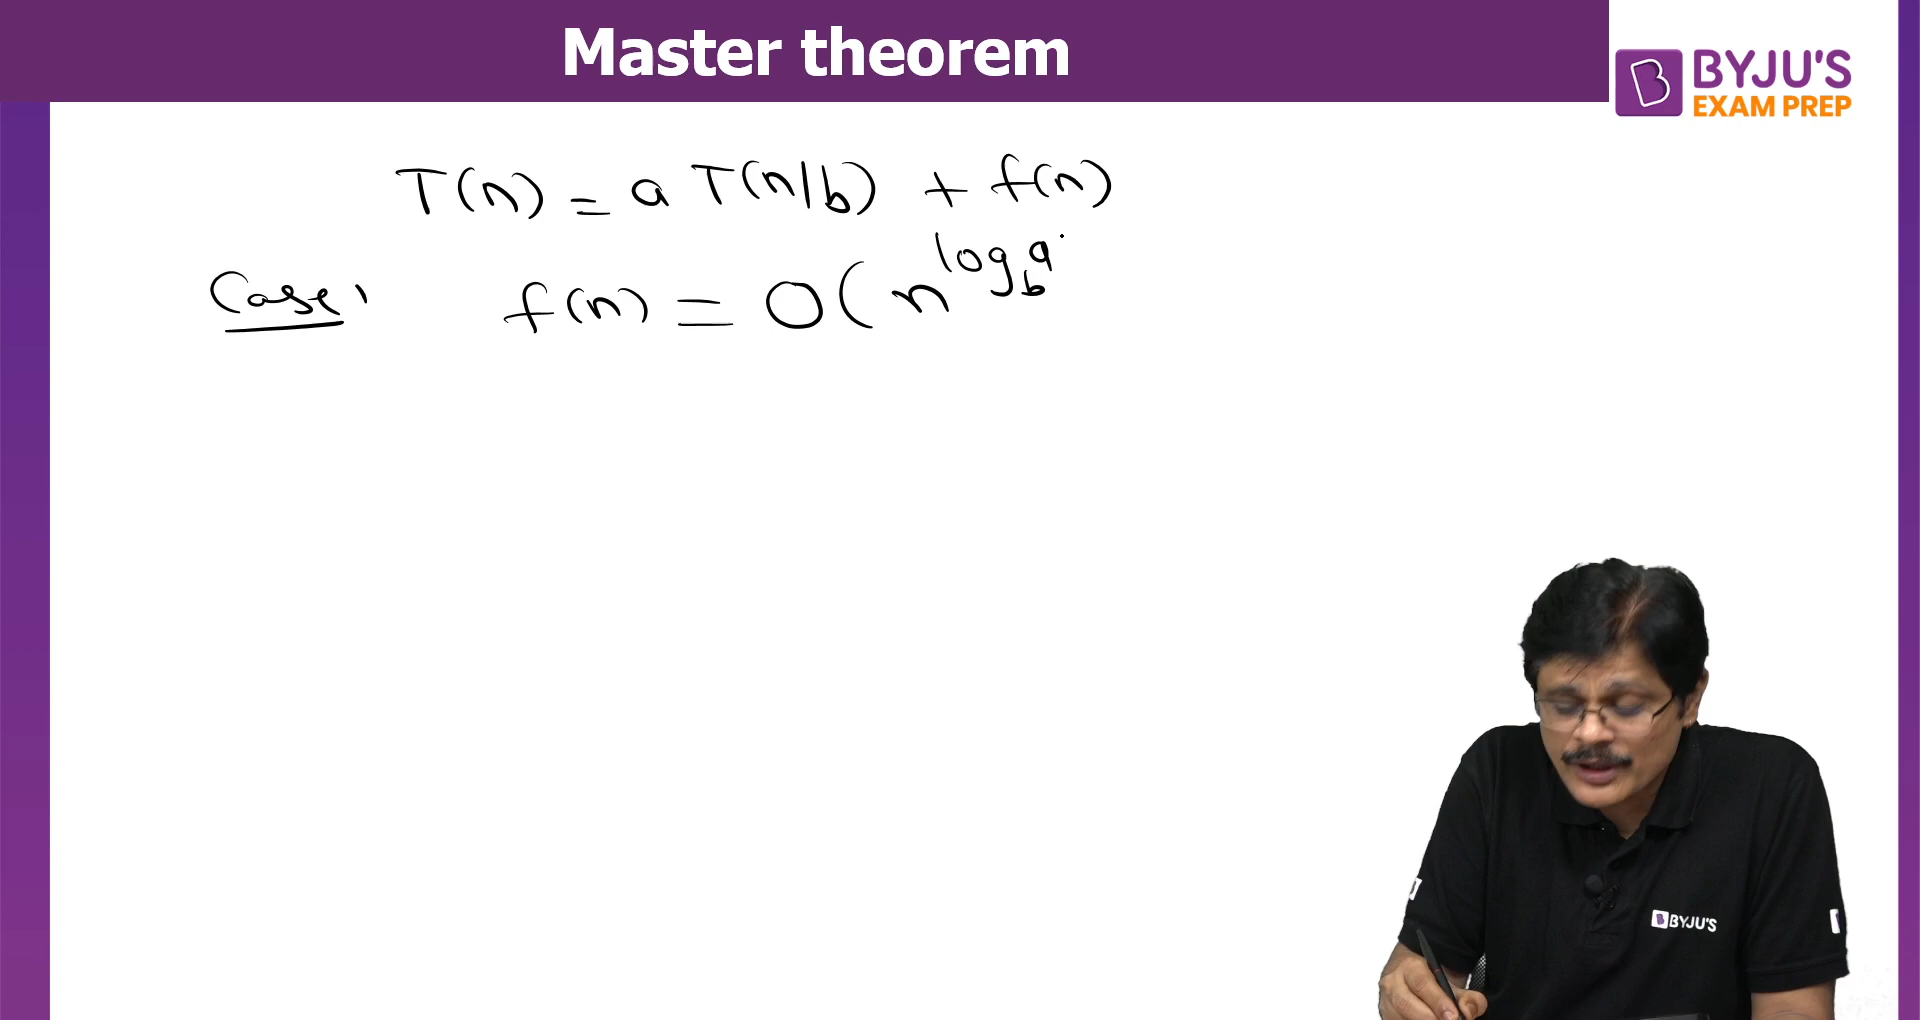 Master theorem
BYJU'S
EXAM PREP
T(n) = a T(n/b) + f(n)
Case 1 f(n) = O(n^log_b a
BYJU'S